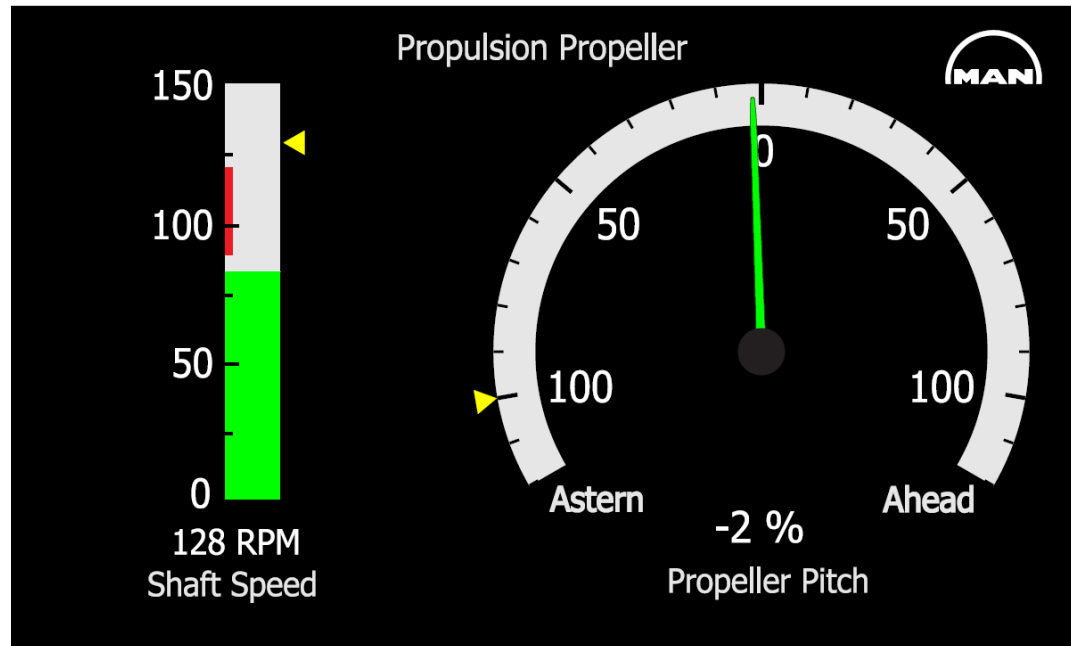 Propulsion Propeller
MAN
150
100
50
0
128 RPM
Shaft Speed
0
50
50
100
100
Astern
Ahead
-2 %
Propeller Pitch